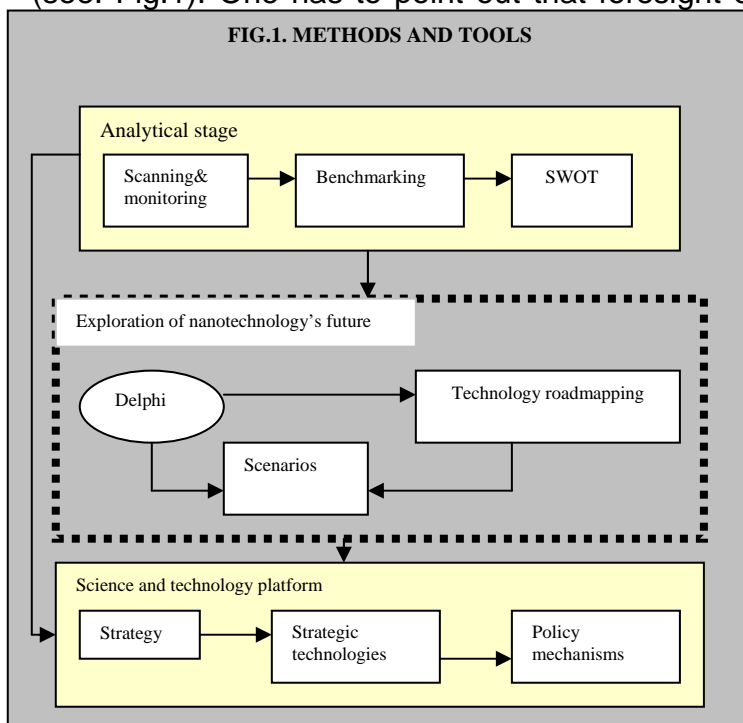 (see: Fig.1). One has to point out that foresight
FIG.1. METHODS AND TOOLS
Analytical stage
Scanning&
monitoring
Benchmarking
SWOT
Exploration of nanotechnology's future
Delphi
Technology roadmapping
Scenarios
Science and technology platform
Strategy
Strategic
technologies
Policy
mechanisms